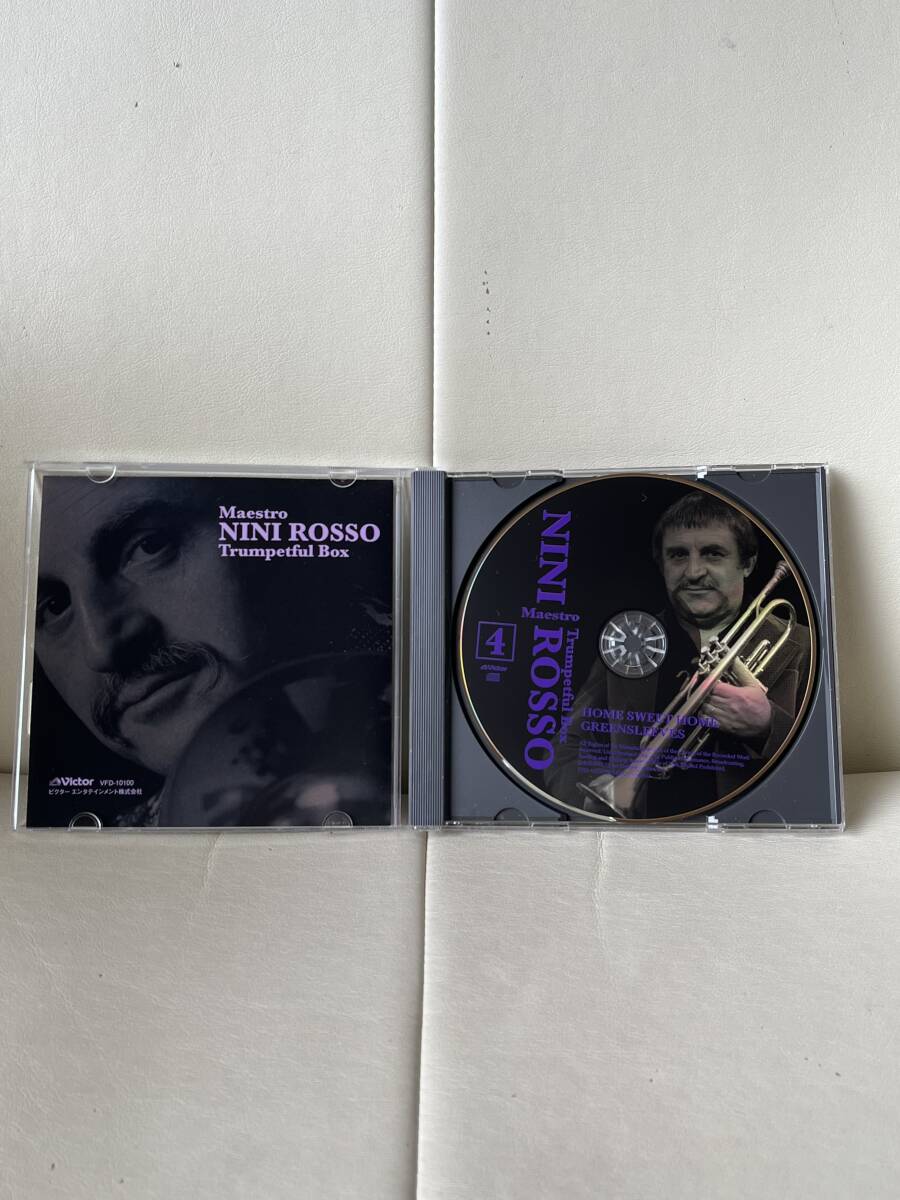 Maestro
NINI ROSSO
Trumpetful Box
Victor VFD-10100
ビクター エンタテインメント株式会社
NINI ROSSO
Maestro Trumpetful Box
4
Victor
HOME SWEET HOME
GREENSLEEVES